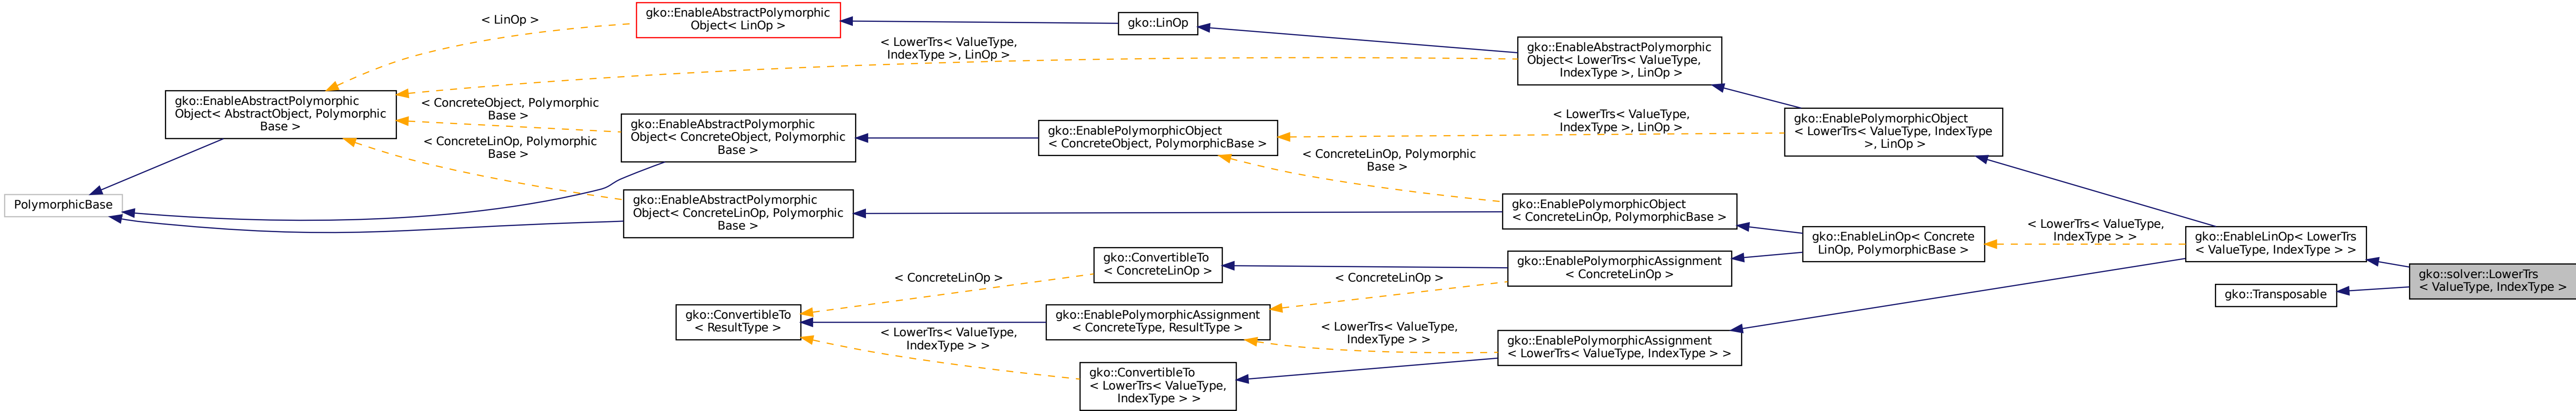 gko::EnableAbstractPolymorphic
Object< LinOp >
< LinOp >
gko::LinOp
< LowerTrs< ValueType,
IndexType >, LinOp >
gko::EnableAbstractPolymorphic
Object< LowerTrs< ValueType,
IndexType >, LinOp >
gko::EnableAbstractPolymorphic
Object< AbstractObject, Polymorphic
Base >
< ConcreteObject, Polymorphic
Base >
gko::EnableAbstractPolymorphic
Object< ConcreteObject, Polymorphic
Base >
gko::EnablePolymorphicObject
< ConcreteObject, PolymorphicBase >
< LowerTrs< ValueType,
IndexType >, LinOp >
gko::EnablePolymorphicObject
< LowerTrs< ValueType, IndexType
>, LinOp >
< ConcreteLinOp, Polymorphic
Base >
< ConcreteLinOp, Polymorphic
Base >
PolymorphicBase
gko::EnableAbstractPolymorphic
Object< ConcreteLinOp, Polymorphic
Base >
gko::EnablePolymorphicObject
< ConcreteLinOp, PolymorphicBase >
gko::EnableLinOp< Concrete
LinOp, PolymorphicBase >
< LowerTrs< ValueType,
IndexType > >
gko::EnableLinOp< LowerTrs
< ValueType, IndexType > >
gko::solver::LowerTrs
< ValueType, IndexType >
gko::ConvertibleTo
< ConcreteLinOp >
gko::EnablePolymorphicAssignment
< ConcreteLinOp >
< ConcreteLinOp >
< ConcreteLinOp >
gko::Transposable
gko::ConvertibleTo
< ResultType >
gko::EnablePolymorphicAssignment
< ConcreteType, ResultType >
< LowerTrs< ValueType,
IndexType > >
< LowerTrs< ValueType,
IndexType > >
gko::EnablePolymorphicAssignment
< LowerTrs< ValueType, IndexType > >
gko::ConvertibleTo
< LowerTrs< ValueType,
IndexType > >